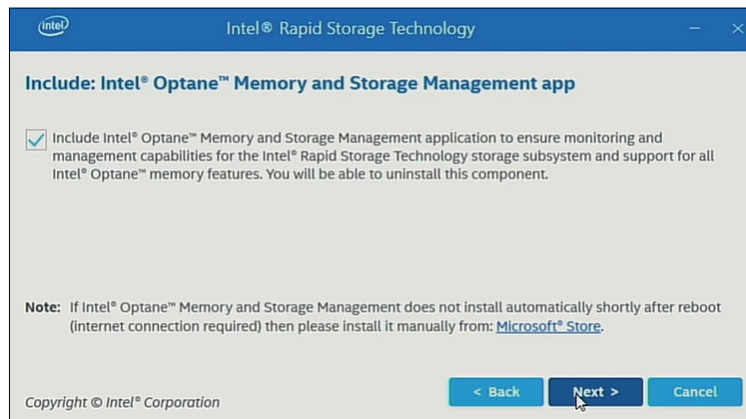 intel
Intel® Rapid Storage Technology
Include: Intel® Optane™ Memory and Storage Management app
Include Intel® Optane™ Memory and Storage Management application to ensure monitoring and
management capabilities for the Intel® Rapid Storage Technology storage subsystem and support for all
Intel® Optane™ memory features. You will be able to uninstall this component.
Note: If Intel® Optane™ Memory and Storage Management does not install automatically shortly after reboot
(internet connection required) then please install it manually from: Microsoft® Store.
Copyright © Intel® Corporation
< Back
Next >
Cancel